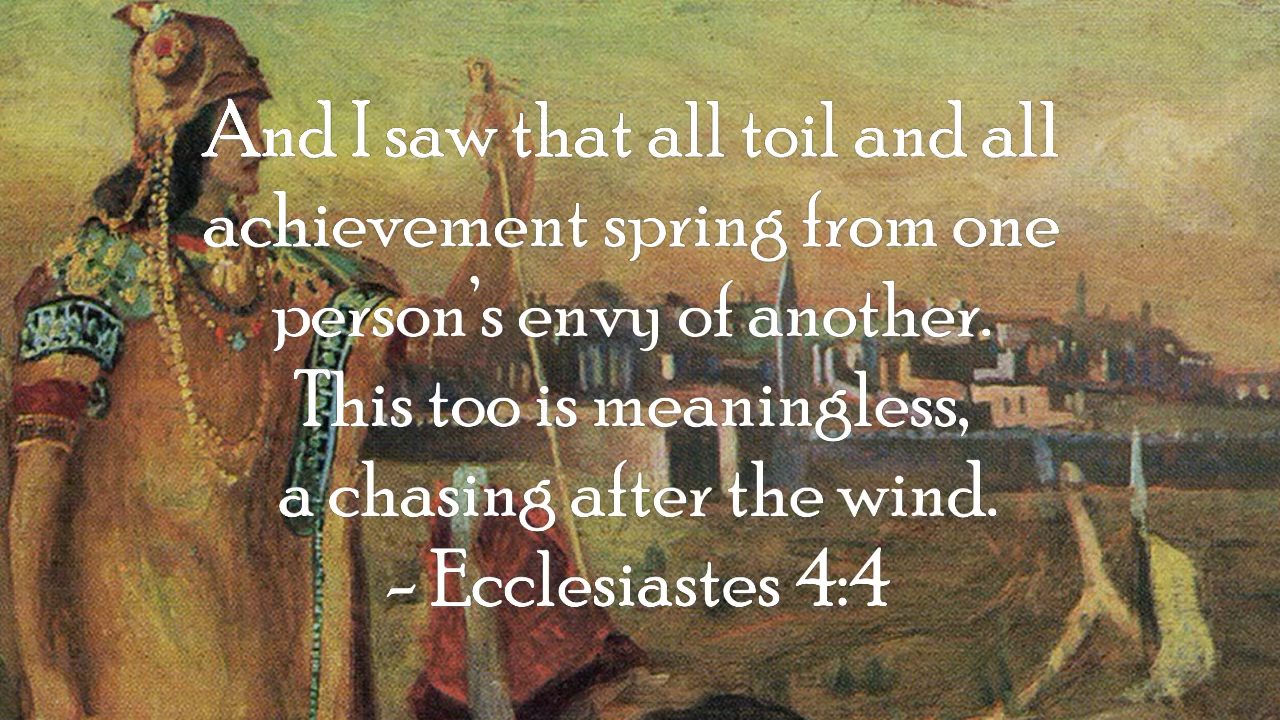 And I saw that all toil and all
achievement spring from one
person’s envy of another.
This too is meaningless,
a chasing after the wind.
- Ecclesiastes 4:4